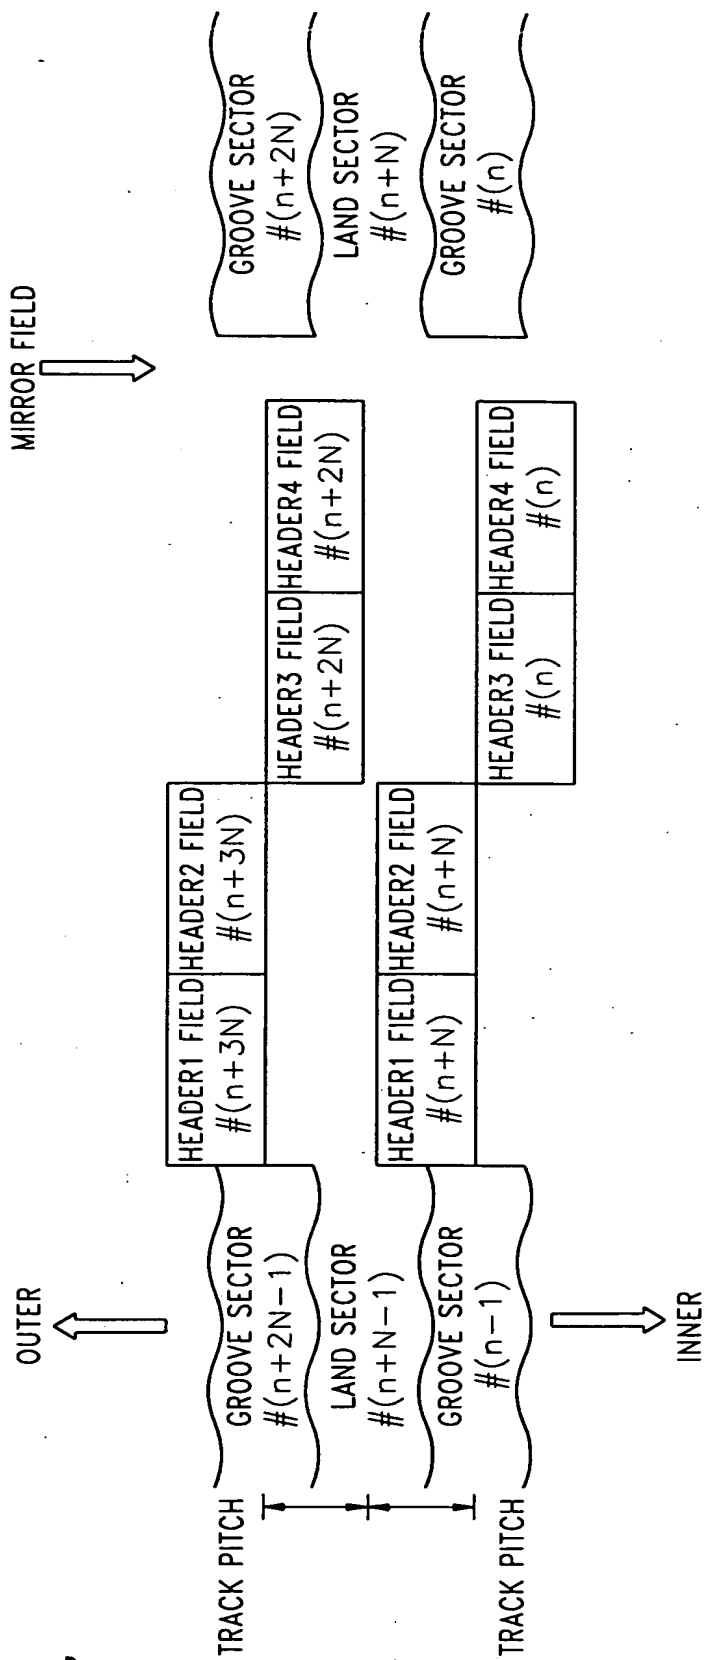 OUTER
MIRROR FIELD
TRACK PITCH
GROOVE SECTOR
#(n+2N-1)
LAND SECTOR
#(n+N-1)
GROOVE SECTOR
#(n-1)
TRACK PITCH
INNER
HEADER1 FIELD
#(n+3N)
HEADER2 FIELD
#(n+3N)
HEADER1 FIELD
#(n+N)
HEADER2 FIELD
#(n+N)
HEADER3 FIELD
#(n+2N)
HEADER4 FIELD
#(n+2N)
HEADER3 FIELD
#(n)
HEADER4 FIELD
#(n)
GROOVE SECTOR
#(n+2N)
LAND SECTOR
#(n+N)
GROOVE SECTOR
#(n)